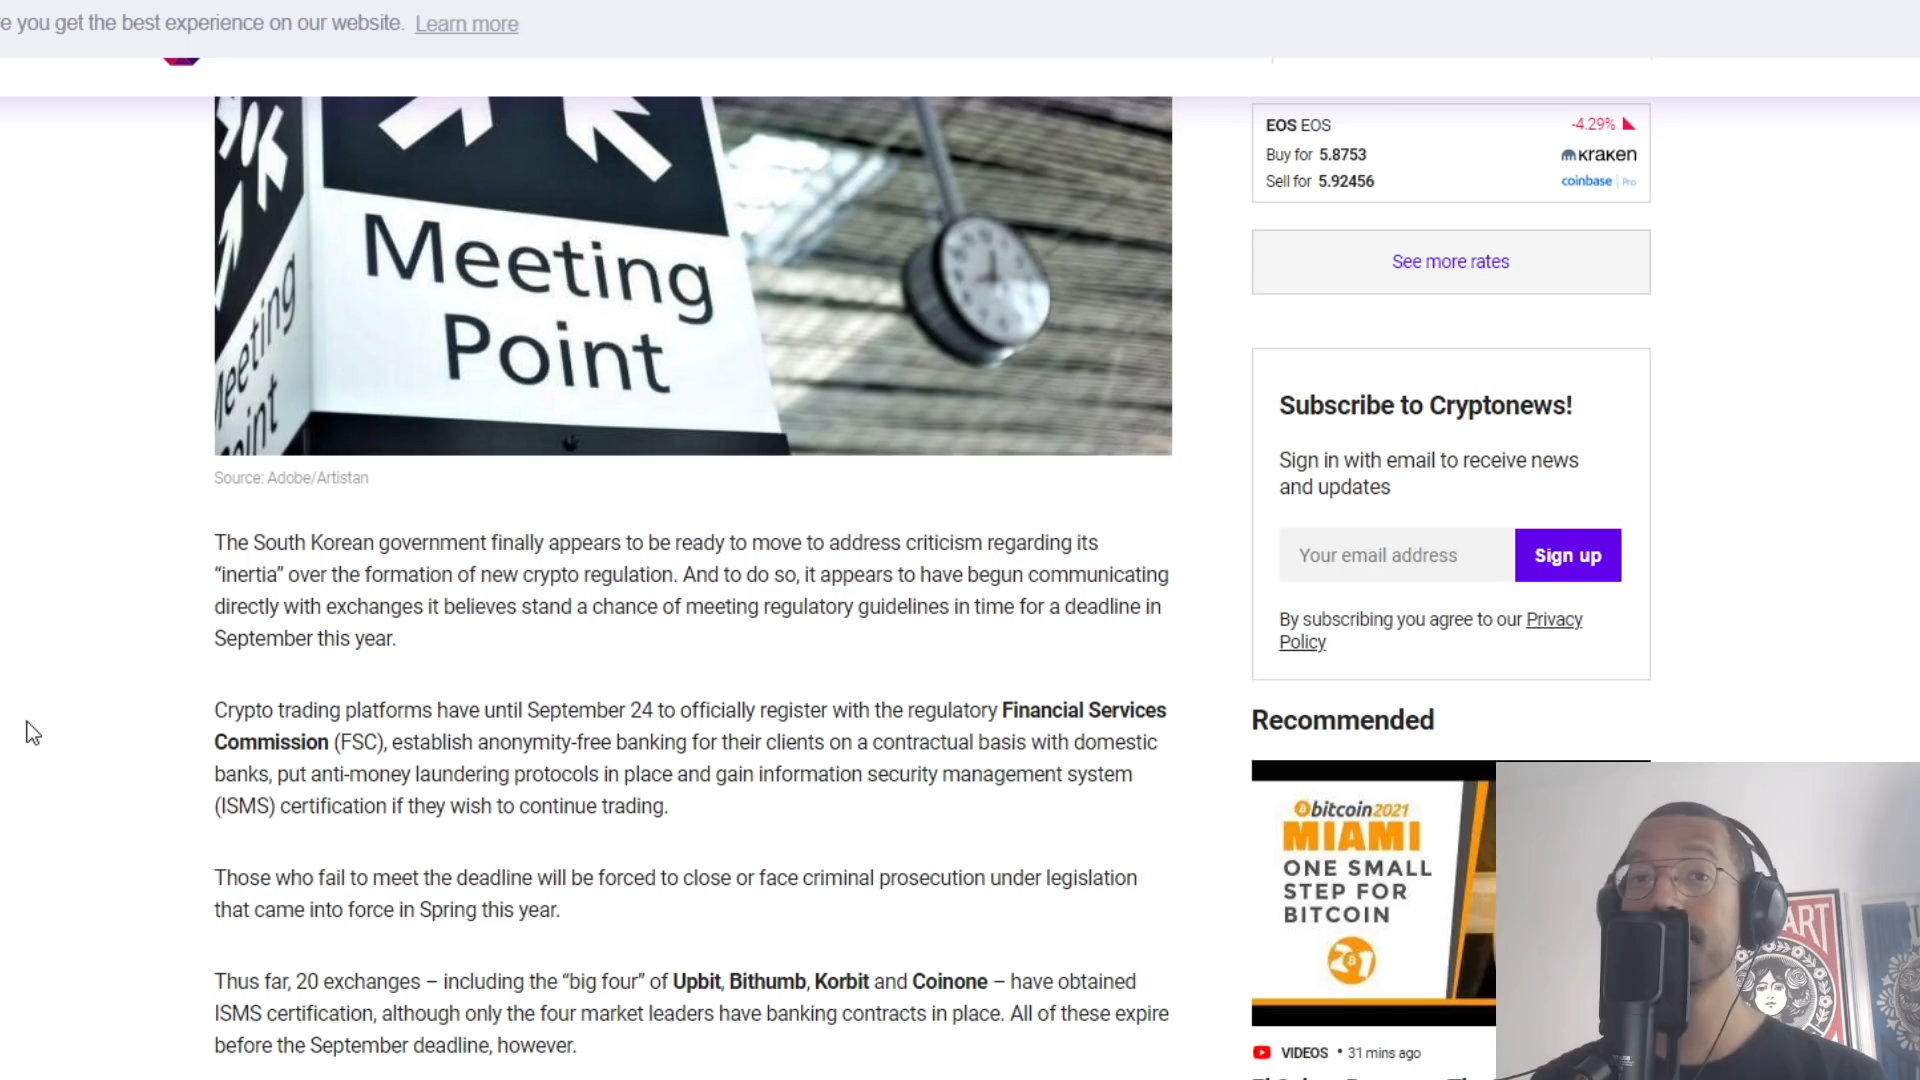 e you get the best experience on our website. Learn more
Meeting
Point
Meeting
Point
Source: Adobe/Artistan
The South Korean government finally appears to be ready to move to address criticism regarding its
“inertia” over the formation of new crypto regulation. And to do so, it appears to have begun communicating
directly with exchanges it believes stand a chance of meeting regulatory guidelines in time for a deadline in
September this year.
Crypto trading platforms have until September 24 to officially register with the regulatory Financial Services
Commission (FSC), establish anonymity-free banking for their clients on a contractual basis with domestic
banks, put anti-money laundering protocols in place and gain information security management system
(ISMS) certification if they wish to continue trading.
Those who fail to meet the deadline will be forced to close or face criminal prosecution under legislation
that came into force in Spring this year.
Thus far, 20 exchanges – including the “big four” of Upbit, Bithumb, Korbit and Coinone – have obtained
ISMS certification, although only the four market leaders have banking contracts in place. All of these expire
before the September deadline, however.
EOS EOS -4.29%
Buy for 5.8753 kraken
Sell for 5.92456 coinbase Pro
See more rates
Subscribe to Cryptonews!
Sign in with email to receive news
and updates
Your email address Sign up
By subscribing you agree to our Privacy
Policy
Recommended
bitcoin2021
MIAMI
ONE SMALL
STEP FOR
BITCOIN
21
VIDEOS • 31 mins ago
ART